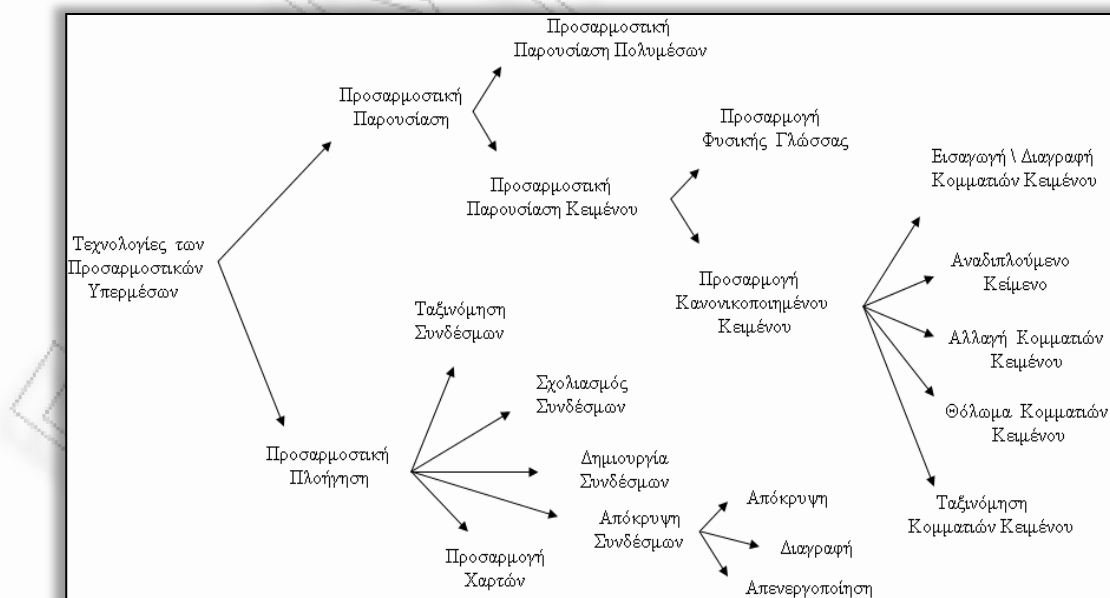 Προσαρμοστική
Παρουσίαση Πολυμέσων
Προσαρμοστική
Παρουσίαση
Προσαρμογή
Φυσικής Γλώσσας
Προσαρμοστική
Παρουσίαση Κειμένου
Εισαγωγή \ Διαγραφή
Κομματιών Κειμένου
Τεχνολογίες των
Προσαρμοστικών
Υπερμέσων
Προσαρμογή
Κανονικοποιημένου
Κειμένου
Αναδιπλούμενο
Κείμενο
Αλλαγή Κομματιών
Κειμένου
Θόλωμα Κομματιών
Κειμένου
Ταξινόμηση
Κομματιών Κειμένου
Ταξινόμηση
Συνδέσμων
Σχολιασμός
Συνδέσμων
Προσαρμοστική
Πλοήγηση
Δημιουργία
Συνδέσμων
Απόκρυψη
Συνδέσμων
Προσαρμογή
Χαρτών
Απόκρυψη
Διαγραφή
Απενεργοποίηση